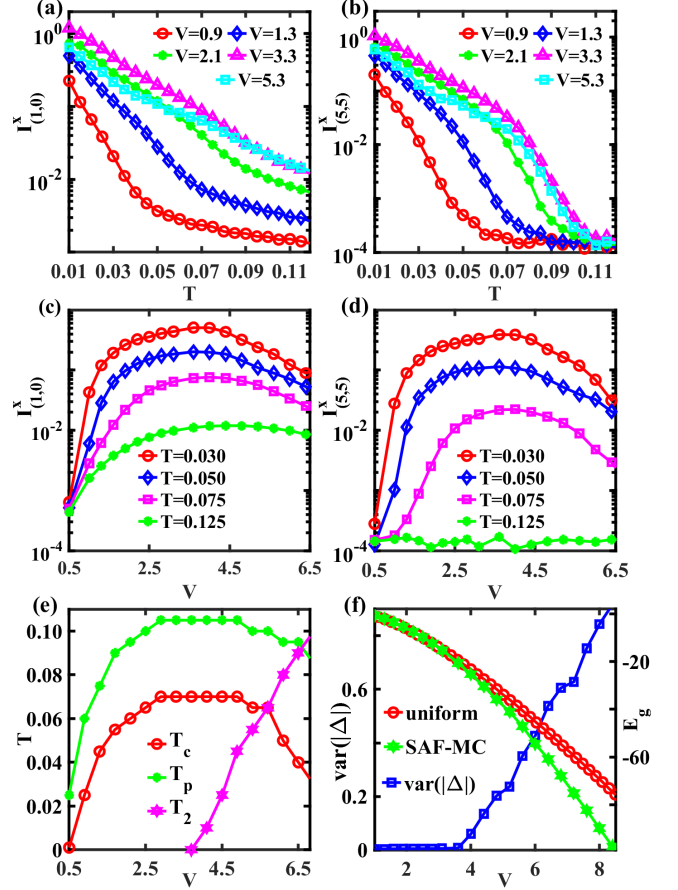 (a)
10^0
10^-2
I^x_(1,0)
V=0.9 V=1.3
V=2.1 V=3.3
V=5.3
0.01 0.03 0.05 0.07 0.09 0.11
T
(b)
10^0
10^-2
10^-4
I^x_(5,5)
V=0.9 V=1.3
V=2.1 V=3.3
V=5.3
0.01 0.03 0.05 0.07 0.09 0.11
T
(c)
10^-2
10^-4
I^x_(1,0)
T=0.030
T=0.050
T=0.075
T=0.125
0.5 2.5 4.5 6.5
V
(d)
10^-2
10^-4
I^x_(5,5)
T=0.030
T=0.050
T=0.075
T=0.125
0.5 2.5 4.5 6.5
V
(e)
0.10
0.08
0.06
0.04
0.02
0
T
T_c
T_p
T_2
0.5 2.5 4.5 6.5
V
(f)
0.8
0.4
0
var(|Δ|)
uniform
SAF-MC
var(|Δ|)
-20
-60
E_g
2 4 6 8
V